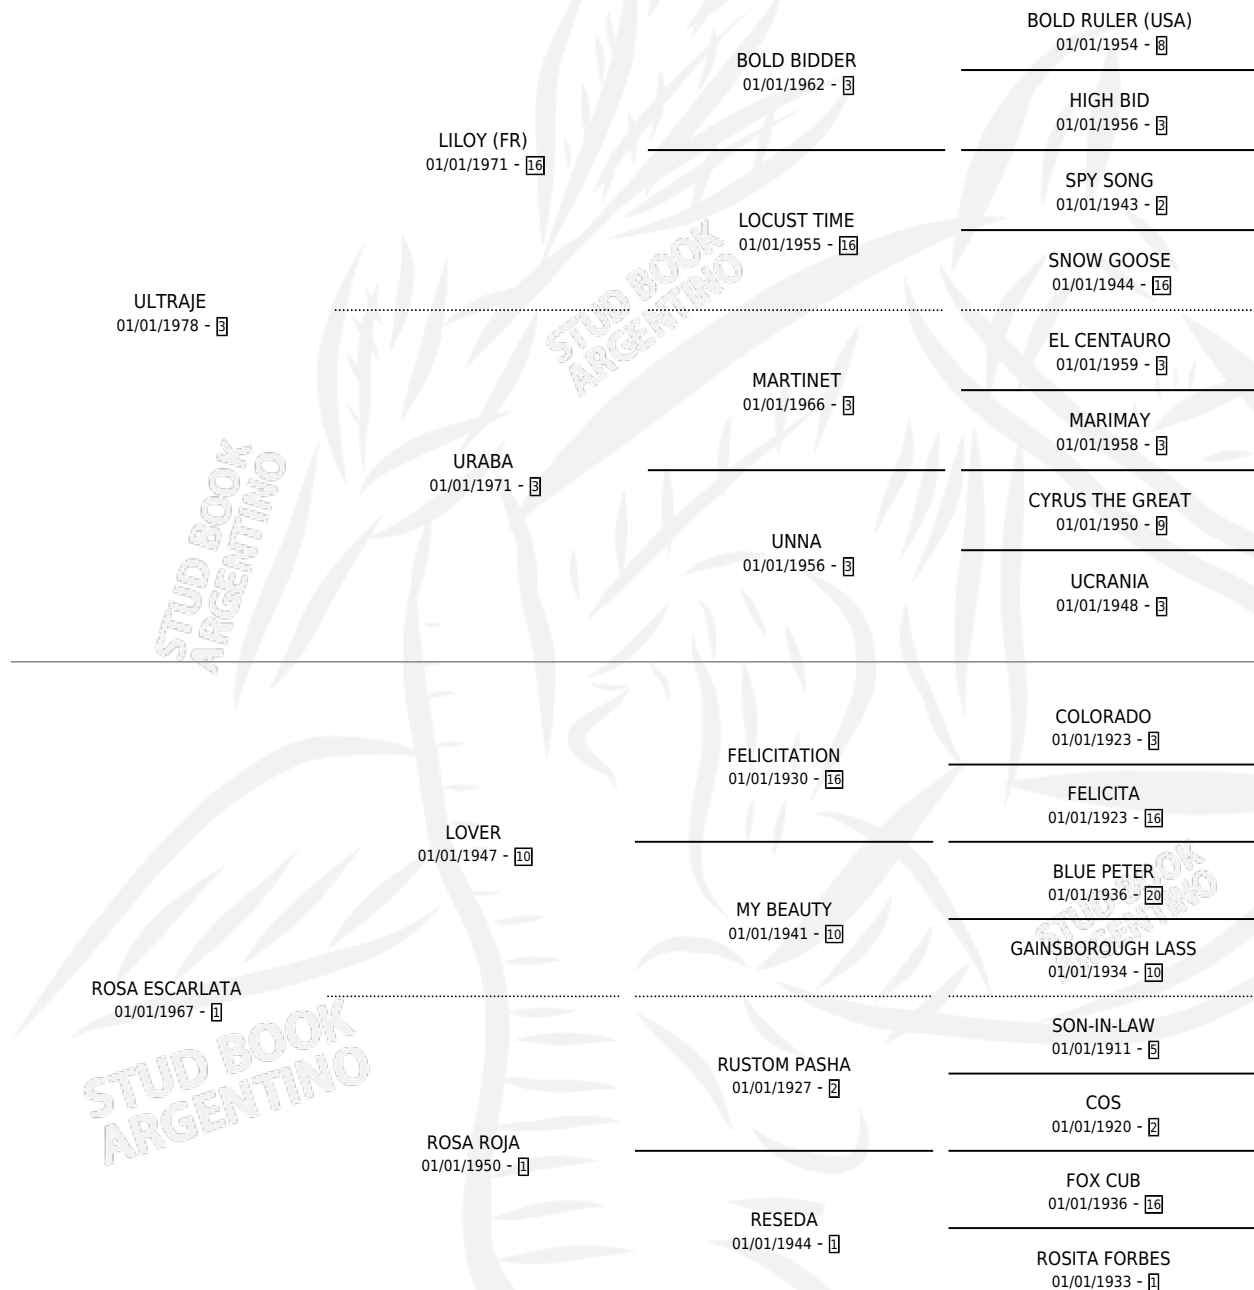 BOLD RULER (USA)
01/01/1954 - 8
BOLD BIDDER
01/01/1962 - 3
HIGH BID
01/01/1956 - 3
LILOY (FR)
01/01/1971 - 16
SPY SONG
01/01/1943 - 2
LOCUST TIME
01/01/1955 - 16
SNOW GOOSE
01/01/1944 - 16
ULTRAJE
01/01/1978 - 3
EL CENTAURO
01/01/1959 - 3
MARTINET
01/01/1966 - 3
MARIMAY
01/01/1958 - 3
URABA
01/01/1971 - 3
CYRUS THE GREAT
01/01/1950 - 9
UNNA
01/01/1956 - 3
UCRANIA
01/01/1948 - 3
COLORADO
01/01/1923 - 3
FELICITATION
01/01/1930 - 16
FELICITA
01/01/1923 - 16
LOVER
01/01/1947 - 10
BLUE PETER
01/01/1936 - 20
MY BEAUTY
01/01/1941 - 10
GAINSBOROUGH LASS
01/01/1934 - 10
ROSA ESCARLATA
01/01/1967 - 1
SON-IN-LAW
01/01/1911 - 5
RUSTOM PASHA
01/01/1927 - 2
COS
01/01/1920 - 2
ROSA ROJA
01/01/1950 - 1
FOX CUB
01/01/1936 - 16
RESEDA
01/01/1944 - 1
ROSITA FORBES
01/01/1933 - 1
STUD BOOK
ARGENTINO
STUD BOOK
ARGENTINO
STUD BOOK
ARGENTINO
STUD BOOK
ARGENTINO